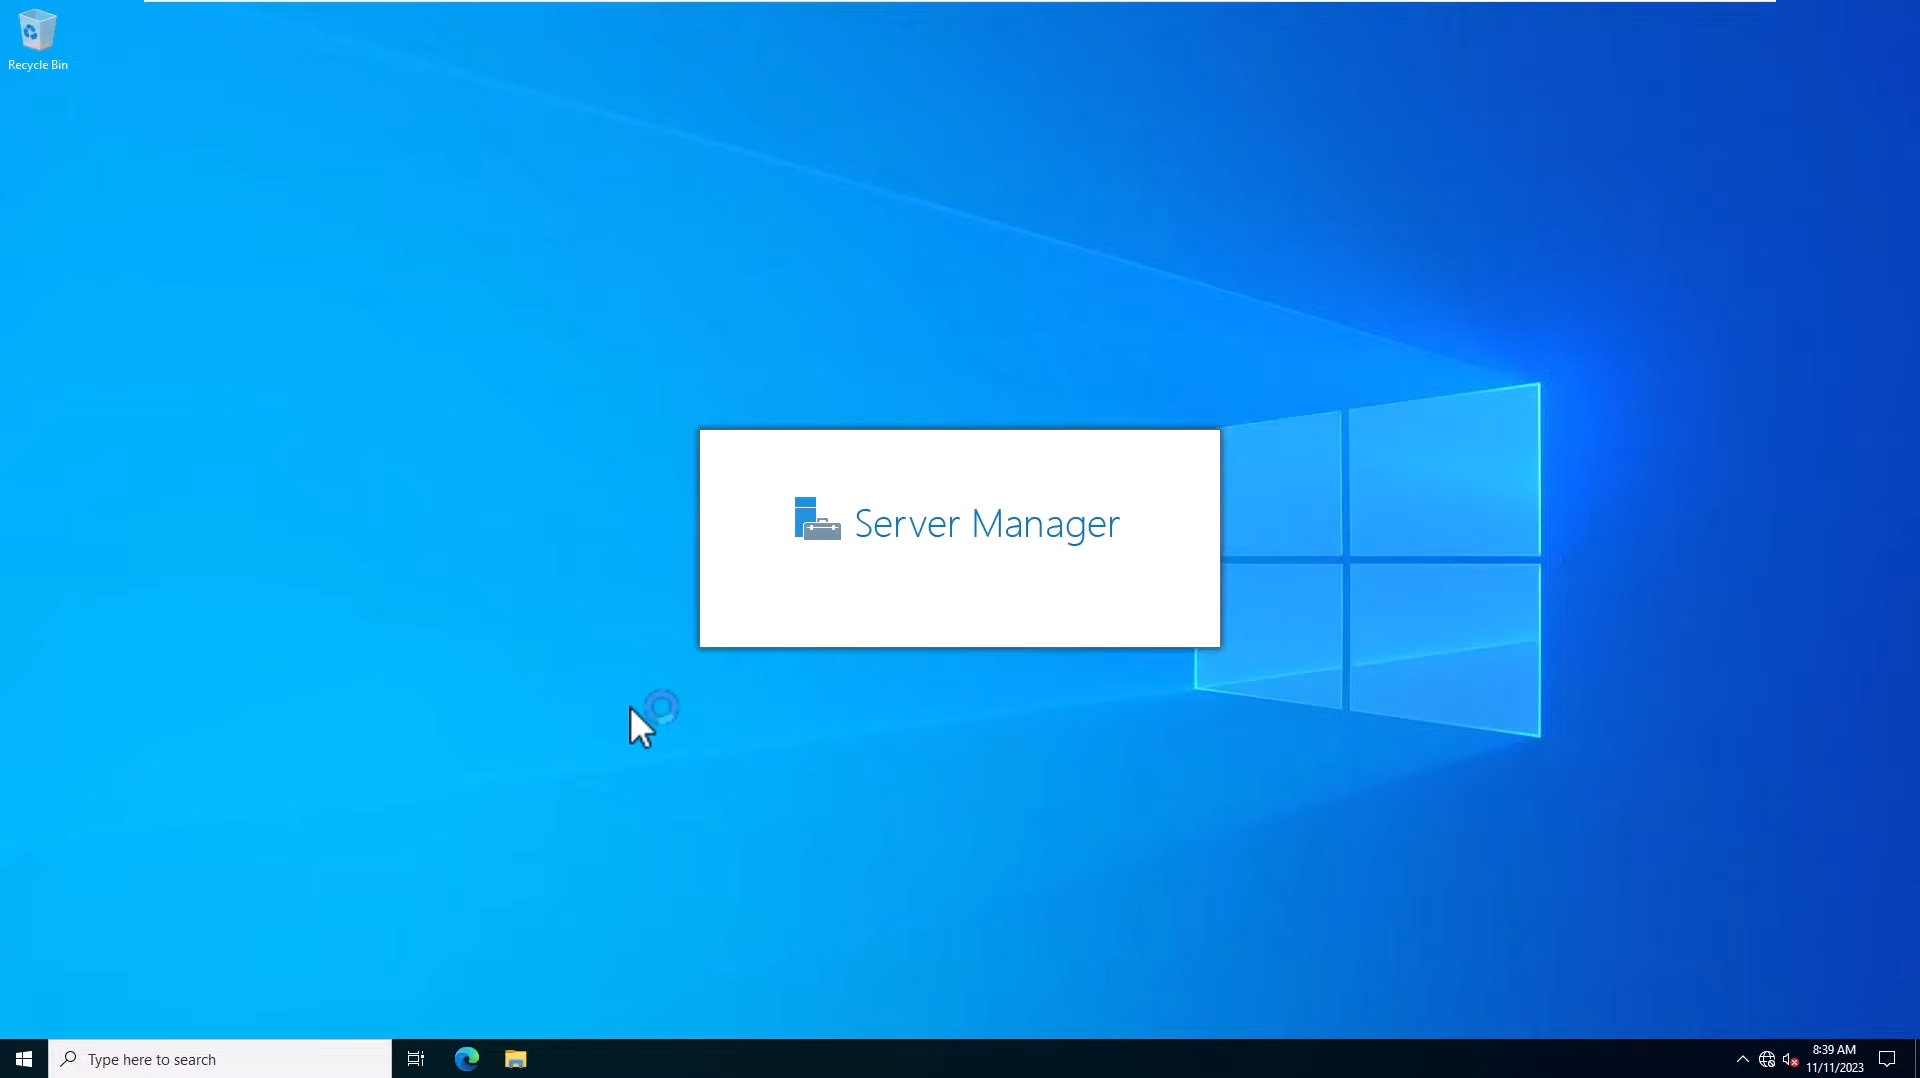 Recycle Bin
Server Manager
Type here to search
8:39 AM
11/11/2023